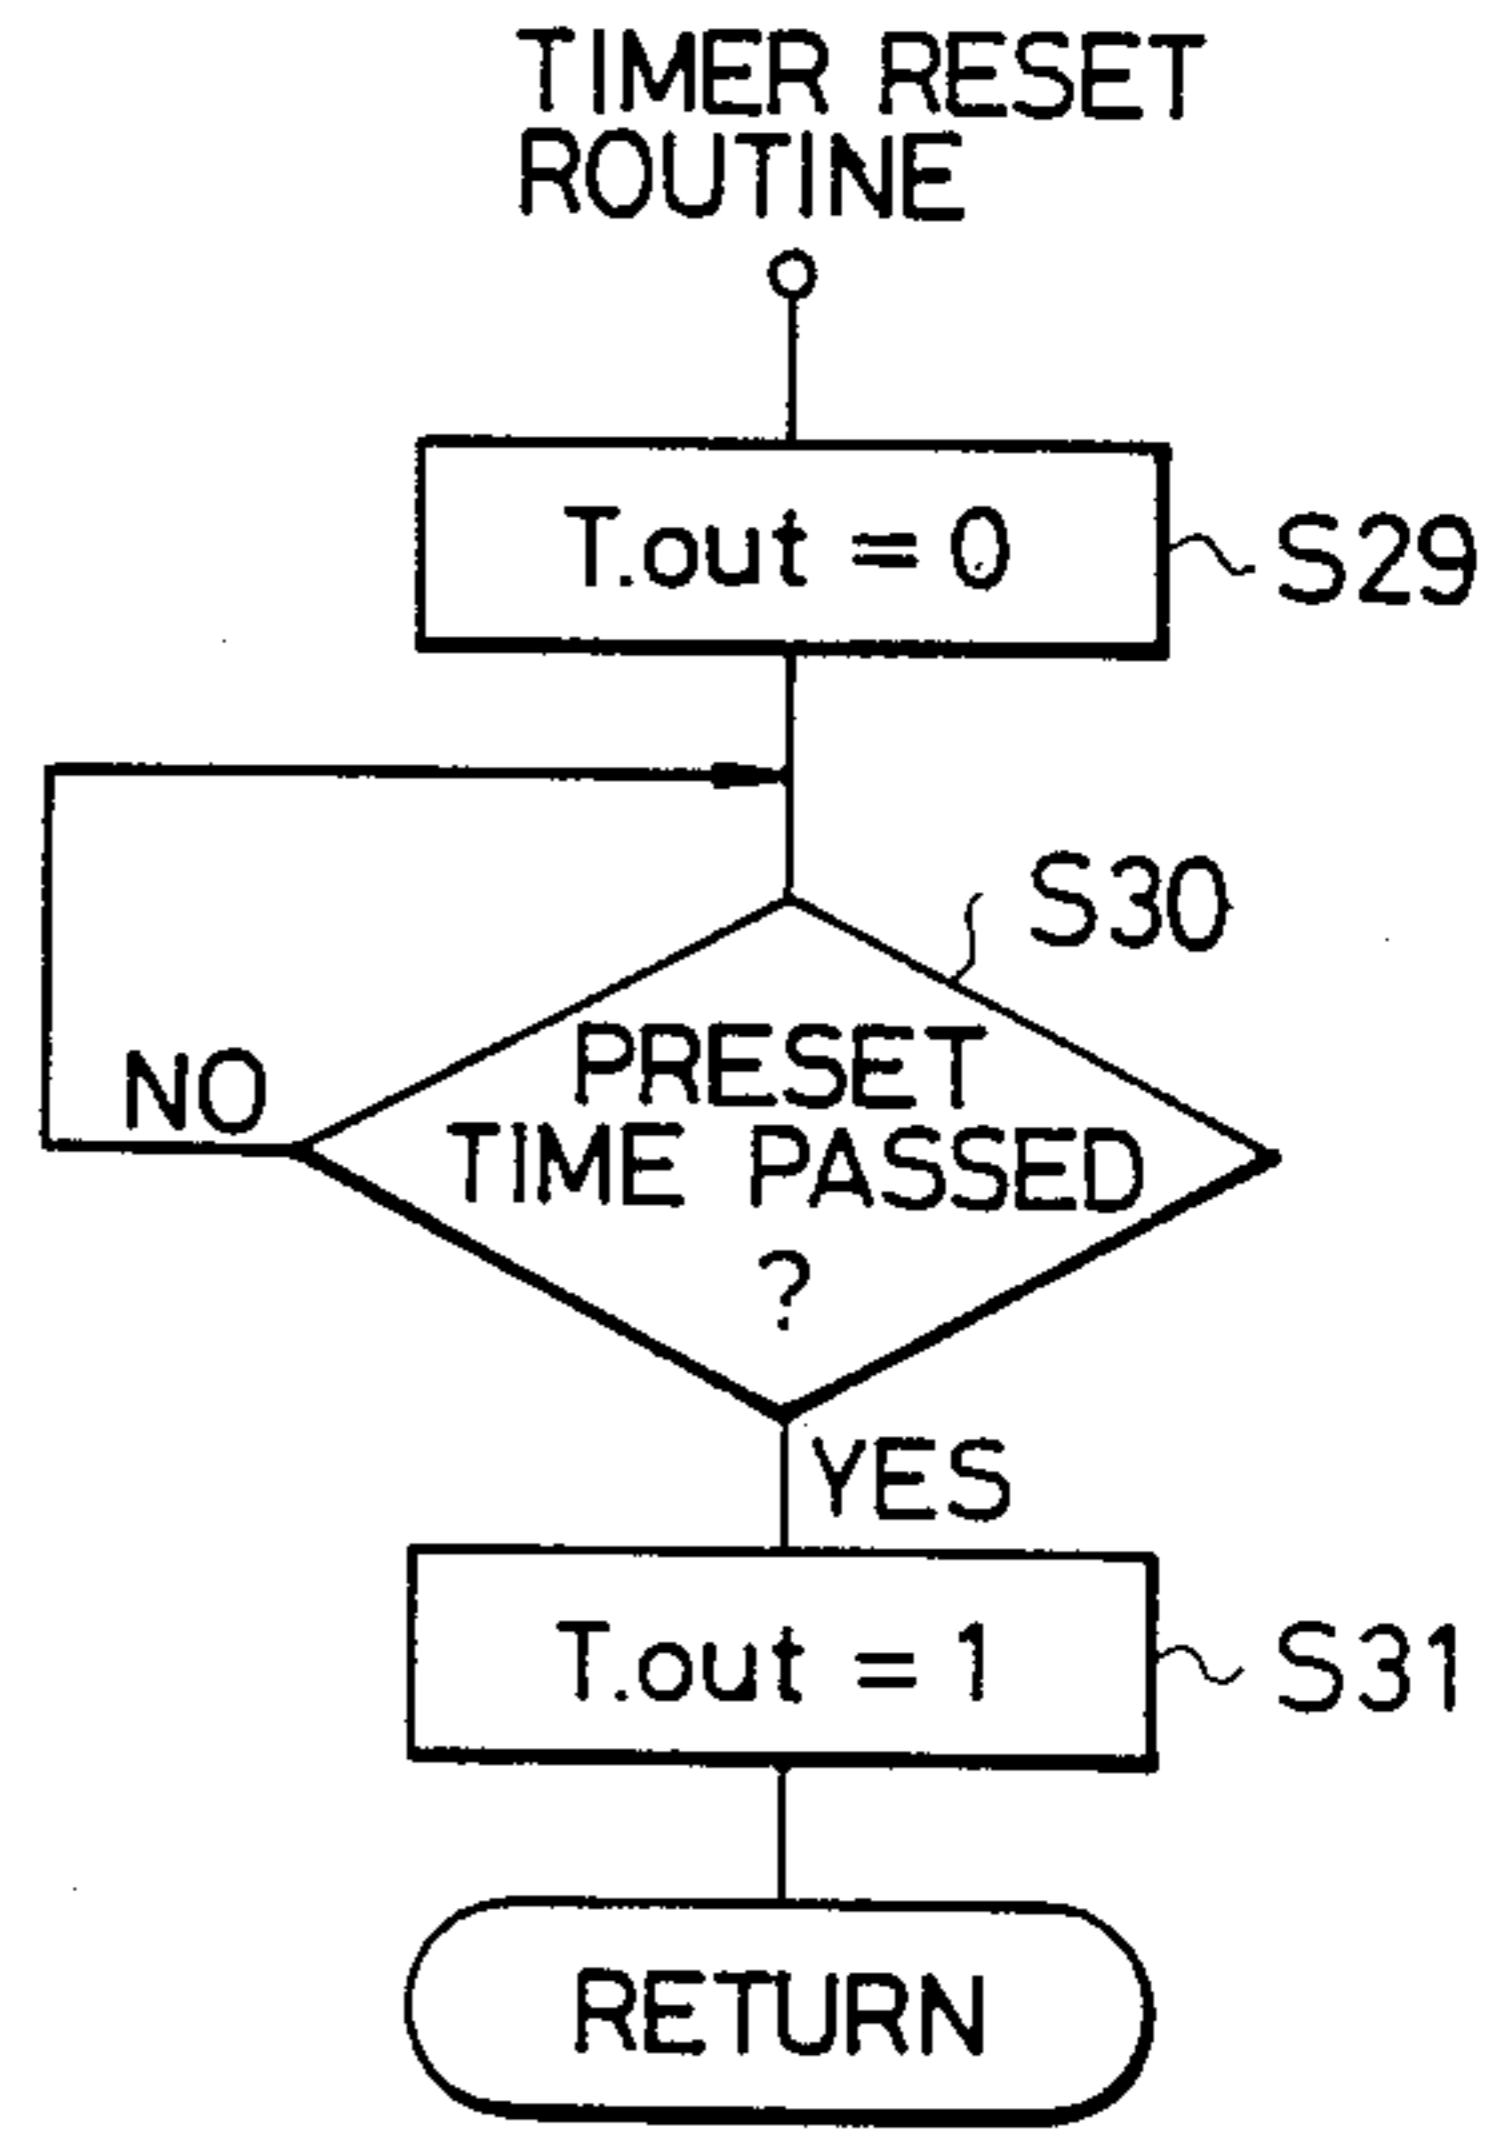 TIMER RESET
ROUTINE
T.out = 0
S29
S30
PRESET
TIME PASSED
?
NO
YES
T.out = 1
S31
RETURN